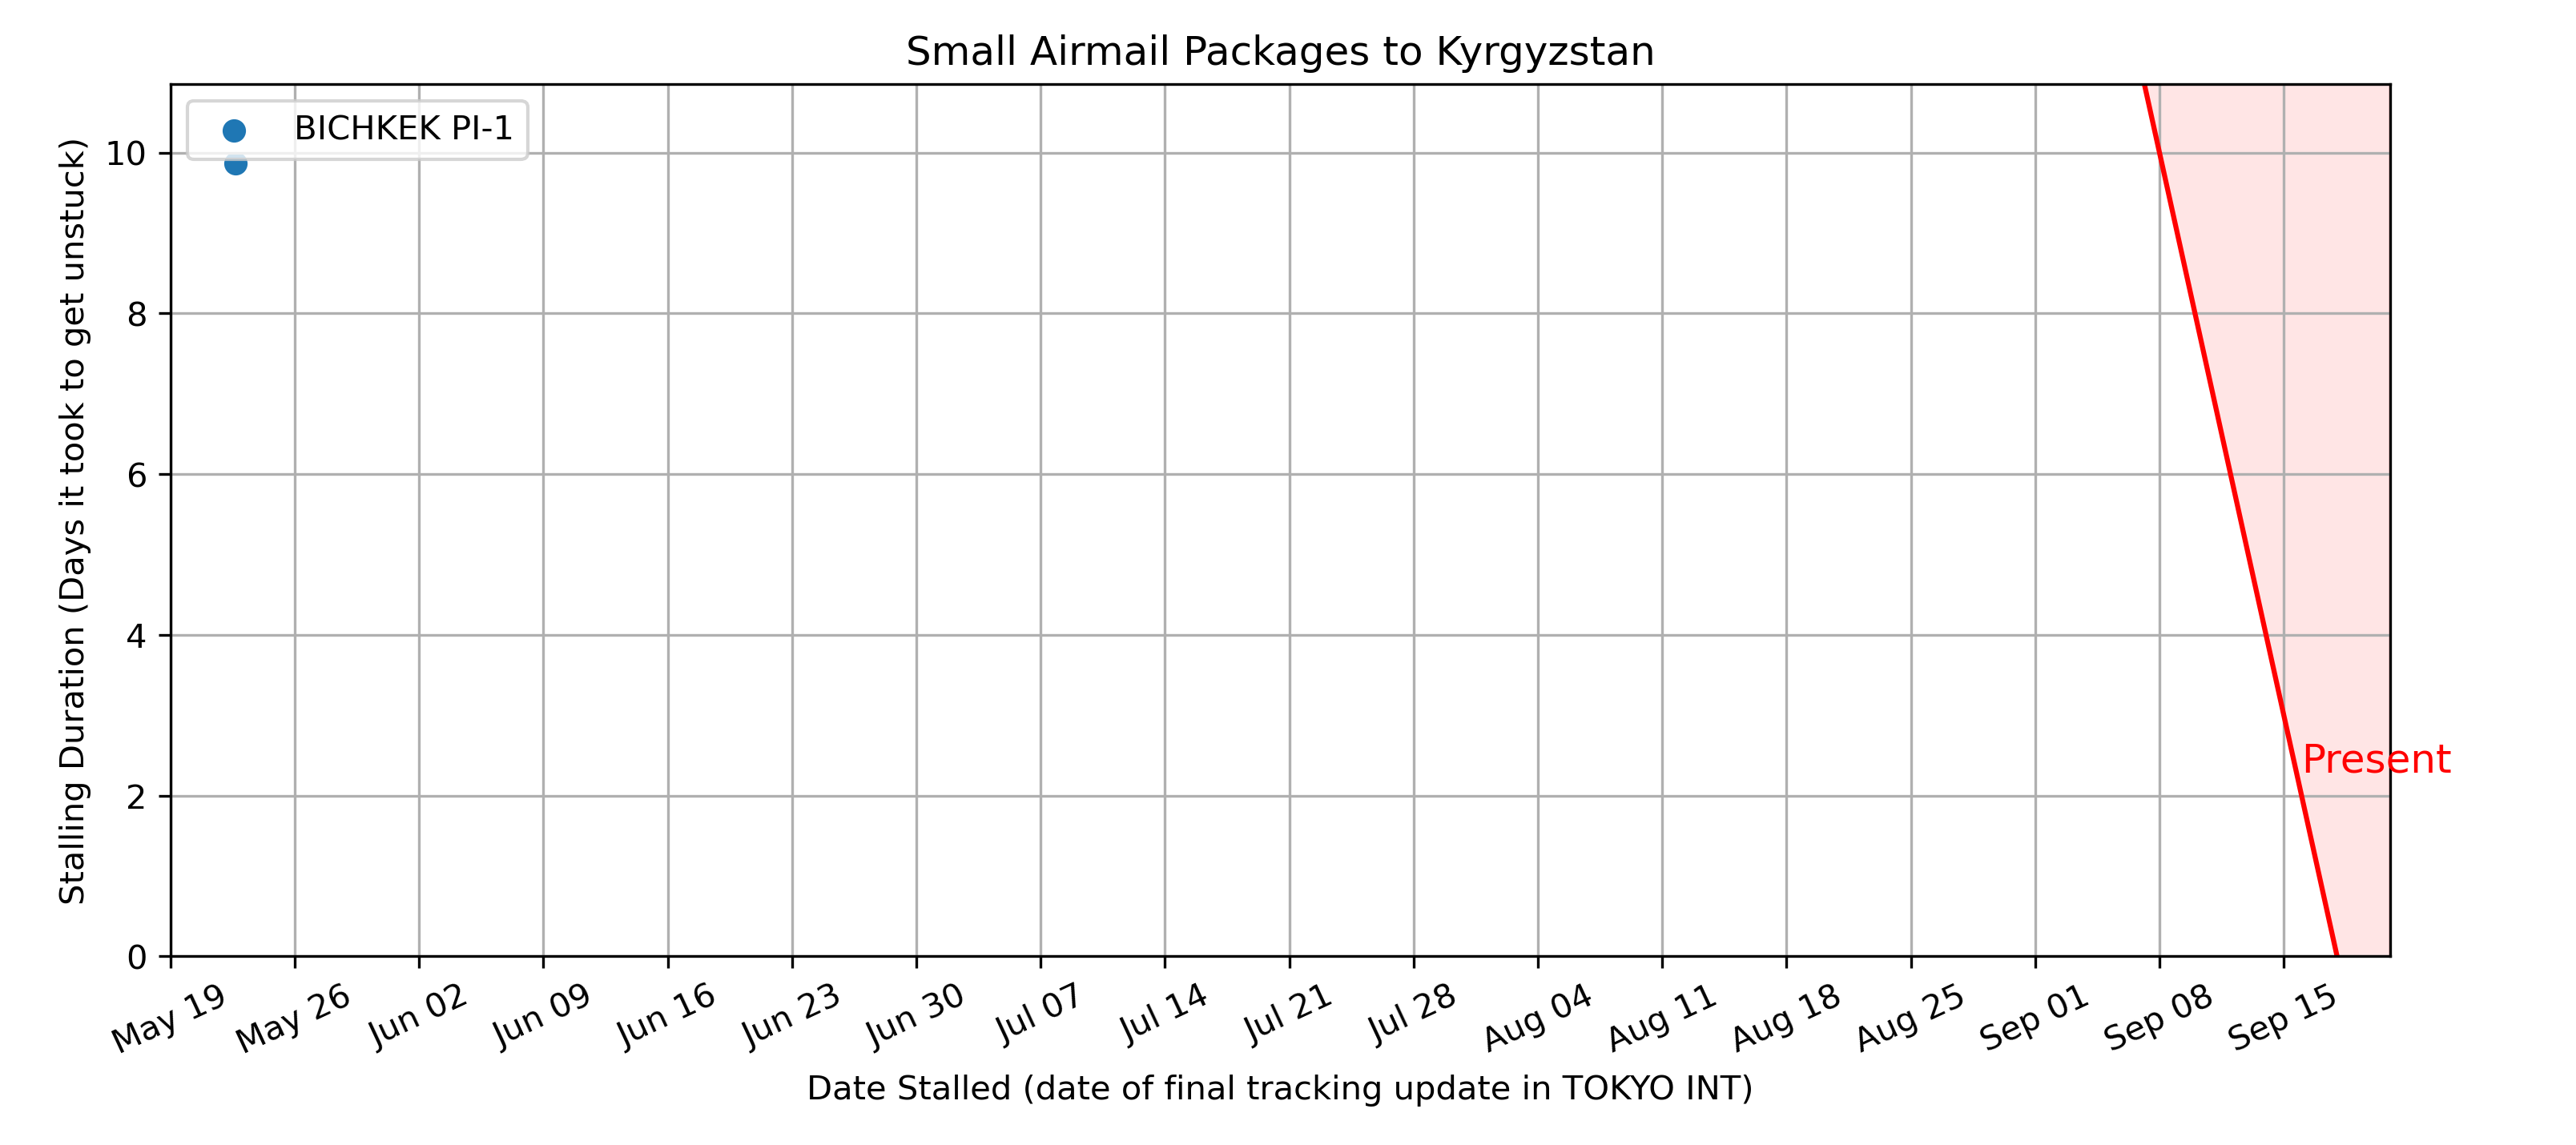 Small Airmail Packages to Kyrgyzstan
BICHKEK PI-1
Stalling Duration (Days it took to get unstuck)
10
8
6
4
2
0
Present
May 19
May 26
Jun 02
Jun 09
Jun 16
Jun 23
Jun 30
Jul 07
Jul 14
Jul 21
Jul 28
Aug 04
Aug 11
Aug 18
Aug 25
Sep 01
Sep 08
Sep 15
Date Stalled (date of final tracking update in TOKYO INT)